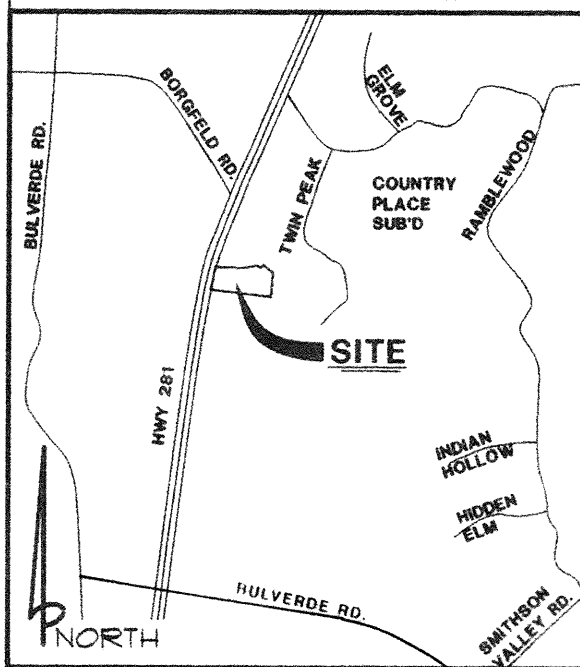 BULVERDE RD.
BORGFELD RD.
ELM
GROVE
TWIN PEAK
COUNTRY
PLACE
SUB'D
RAMBLEWOOD
SITE
HWY 281
INDIAN
HOLLOW
HIDDEN
ELM
BULVERDE RD.
SMITHSON
VALLEY RD.
NORTH